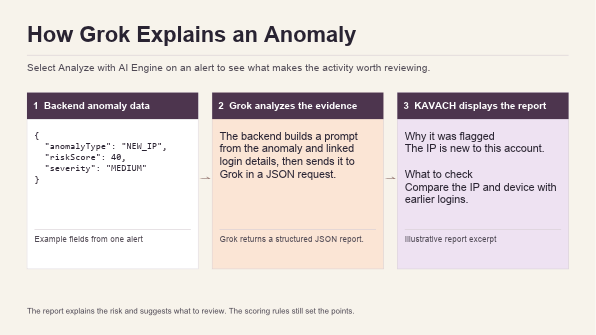 How Grok Explains an Anomaly
Select Analyze with AI Engine on an alert to see what makes the activity worth reviewing.
1 Backend anomaly data
{
"anomalyType": "NEW_IP",
"riskScore": 40,
"severity": "MEDIUM"
}
Example fields from one alert
2 Grok analyzes the evidence
The backend builds a prompt
from the anomaly and linked
login details, then sends it to
Grok in a JSON request.
Grok returns a structured JSON report.
3 KAVACH displays the report
Why it was flagged
The IP is new to this account.
What to check
Compare the IP and device with
earlier logins.
Illustrative report excerpt
The report explains the risk and suggests what to review. The scoring rules still set the points.